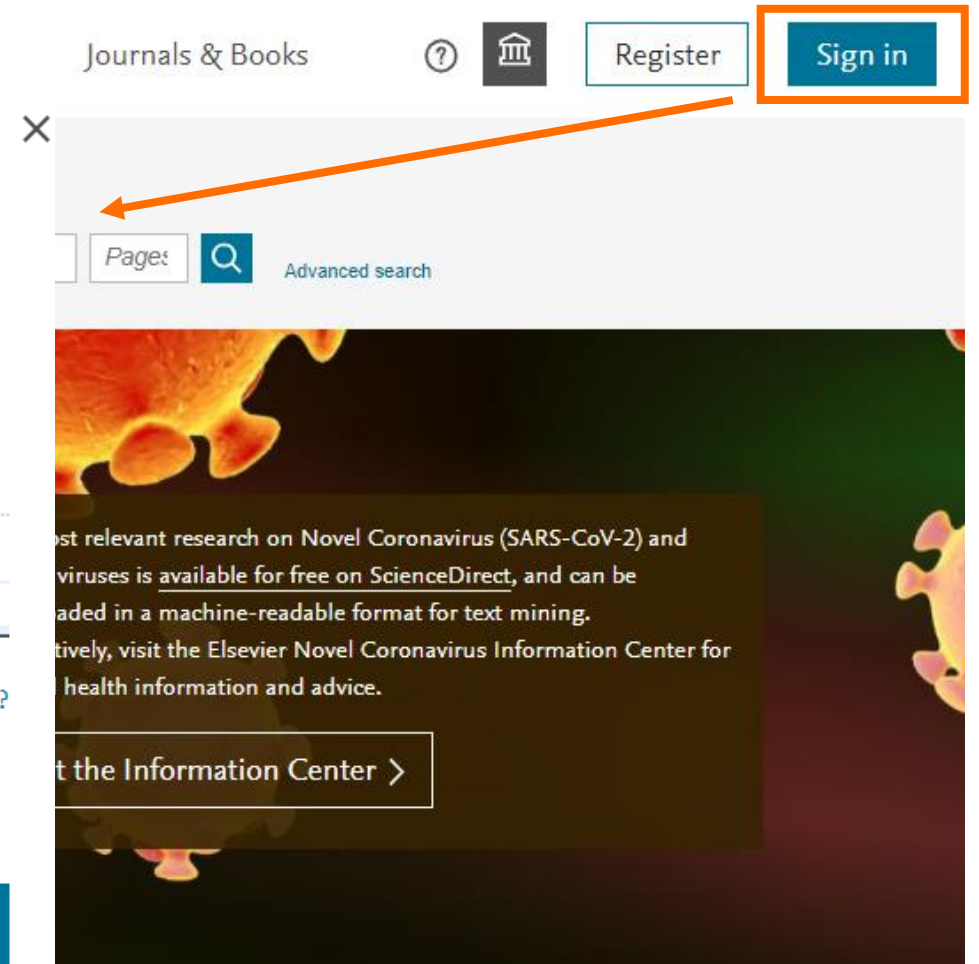 Journals & Books ? Register Sign in
Pages Advanced search
ost relevant research on Novel Coronavirus (SARS-CoV-2) and
viruses is available for free on ScienceDirect, and can be
aded in a machine-readable format for text mining.
tively, visit the Elsevier Novel Coronavirus Information Center for
health information and advice.
?
t the Information Center >